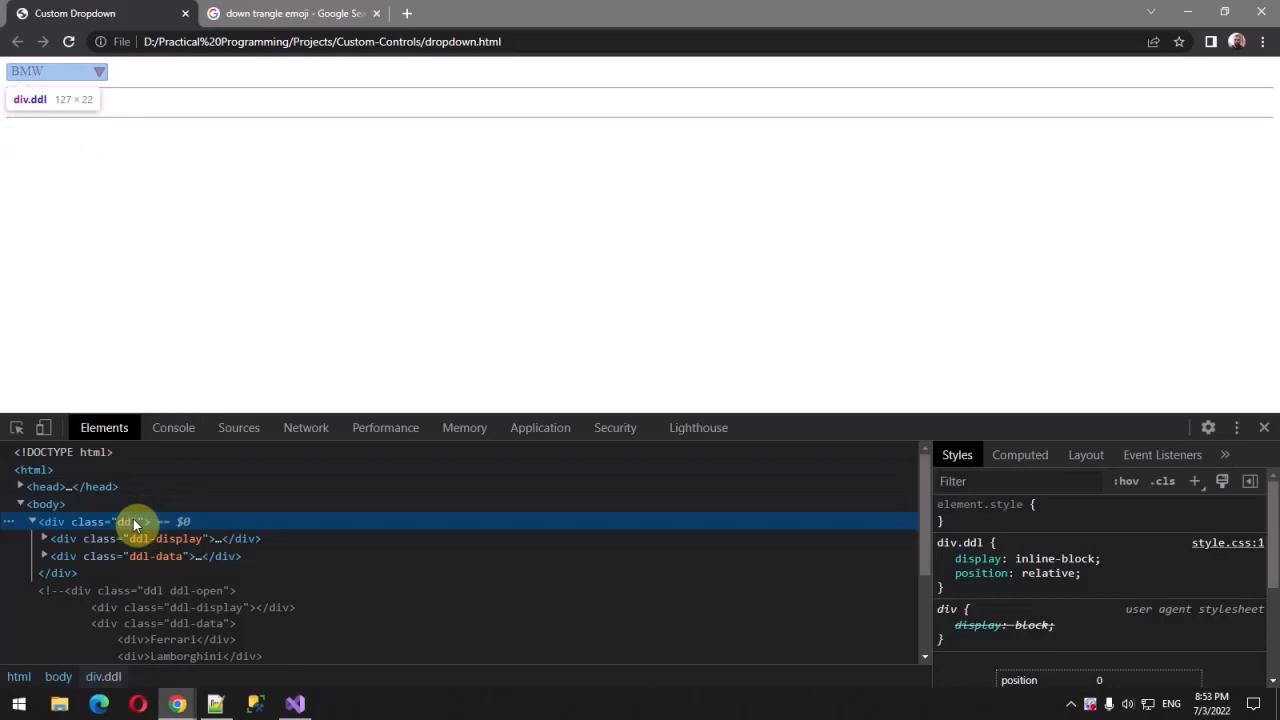 Custom Dropdown
down trangle emoji - Google Sea
File
D:/Practical%20Programming/Projects/Custom-Controls/dropdown.html
BMW
div.ddl 127 × 22
Elements Console Sources Network Performance Memory Application Security Lighthouse
<!DOCTYPE html>
<html>
<head>…</head>
<body>
<div class="ddl"> == $0
<div class="ddl-display">…</div>
<div class="ddl-data">…</div>
</div>
<!--<div class="ddl ddl-open">
<div class="ddl-display"></div>
<div class="ddl-data">
<div>Ferrari</div>
<div>Lamborghini</div>
html body div.ddl
Styles Computed Layout Event Listeners »
Filter :hov .cls +
element.style {
}
div.ddl { style.css:1
display: inline-block;
position: relative;
}
div { user agent stylesheet
display: block;
}
position 0
ENG
8:53 PM
7/3/2022